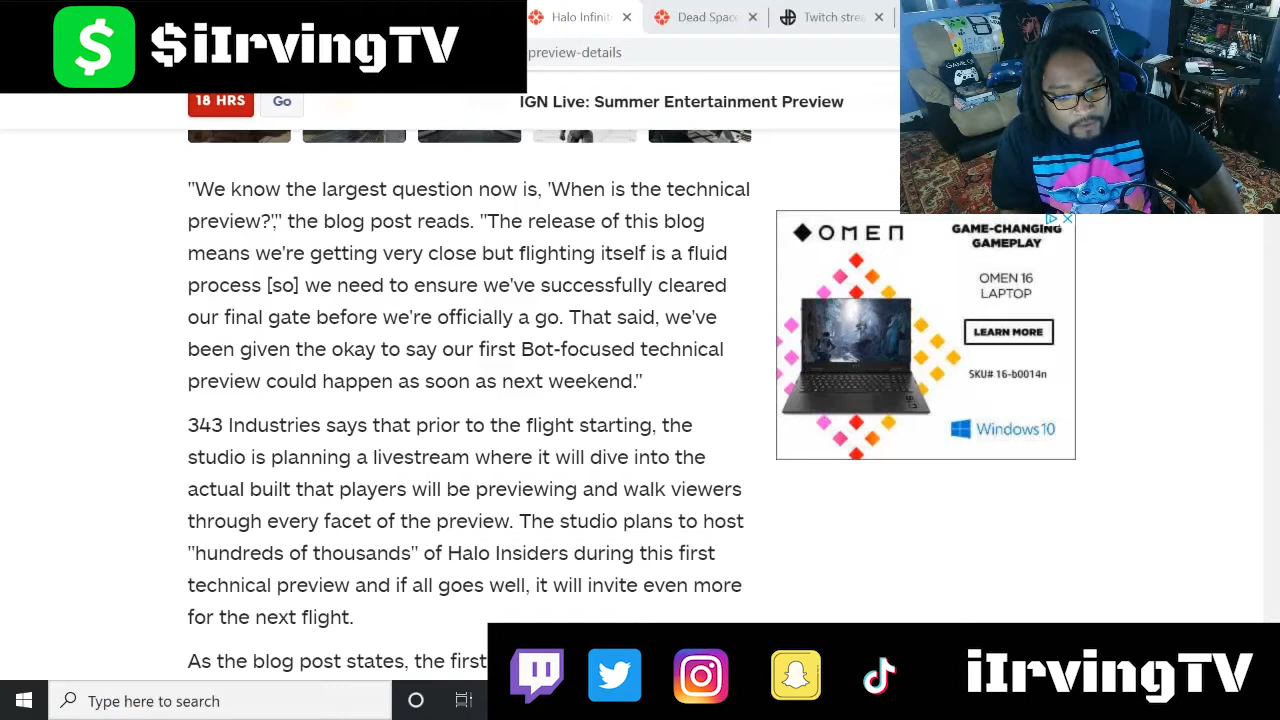 $iIrvingTV
Halo Infinit
Dead Space
Twitch strea
preview-details
18 HRS
Go
IGN Live: Summer Entertainment Preview
"We know the largest question now is, 'When is the technical
preview?'," the blog post reads. "The release of this blog
means we're getting very close but flighting itself is a fluid
process [so] we need to ensure we've successfully cleared
our final gate before we're officially a go. That said, we've
been given the okay to say our first Bot-focused technical
preview could happen as soon as next weekend."
343 Industries says that prior to the flight starting, the
studio is planning a livestream where it will dive into the
actual built that players will be previewing and walk viewers
through every facet of the preview. The studio plans to host
"hundreds of thousands" of Halo Insiders during this first
technical preview and if all goes well, it will invite even more
for the next flight.
As the blog post states, the first
OMEN
GAME-CHANGING
GAMEPLAY
OMEN 16
LAPTOP
LEARN MORE
SKU# 16-b0014n
Windows 10
iIrvingTV
Type here to search